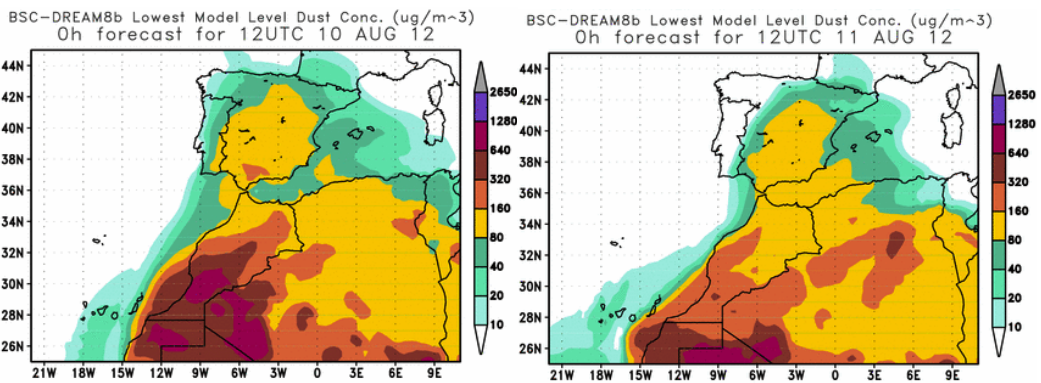 BSC-DREAM8b Lowest Model Level Dust Conc. (ug/m^3)
0h forecast for 12UTC 10 AUG 12
44N
42N
40N
38N
36N
34N
32N
30N
28N
26N
21W 18W 15W 12W 9W 6W 3W 0 3E 6E 9E
2650
1280
640
320
160
80
40
20
10
BSC-DREAM8b Lowest Model Level Dust Conc. (ug/m^3)
0h forecast for 12UTC 11 AUG 12
44N
42N
40N
38N
36N
34N
32N
30N
28N
26N
21W 18W 15W 12W 9W 6W 3W 0 3E 6E 9E
2650
1280
640
320
160
80
40
20
10